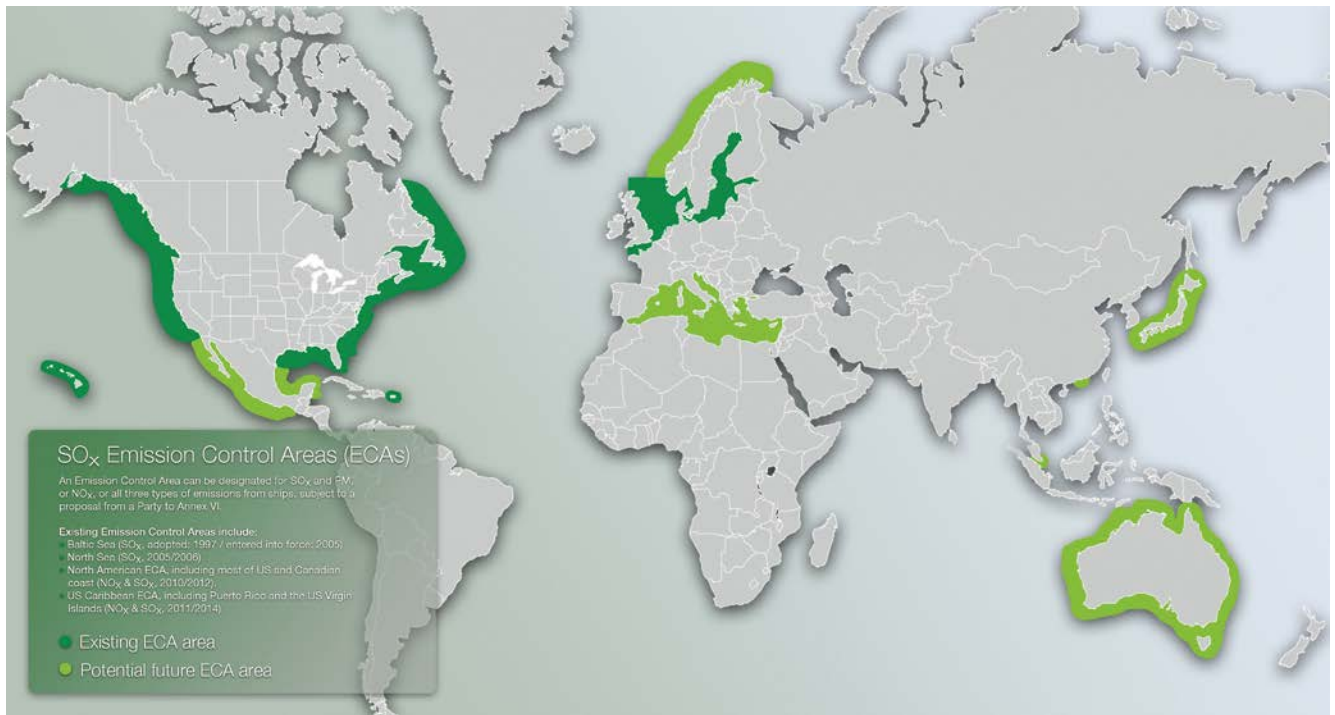 SOₓ Emission Control Areas (ECAs)
An Emission Control Area can be designated for SOₓ and PM,
or NOₓ, or all three types of emissions from ships, subject to a
proposal from a Party to Annex VI.
Existing Emission Control Areas include:
• Baltic Sea (SOₓ, adopted: 1997 / entered into force: 2005)
• North Sea (SOₓ, 2005/2006)
• North American ECA, including most of US and Canadian
coast (NOₓ & SOₓ, 2010/2012).
• US Caribbean ECA, including Puerto Rico and the US Virgin
Islands (NOₓ & SOₓ, 2011/2014)
Existing ECA area
Potential future ECA area